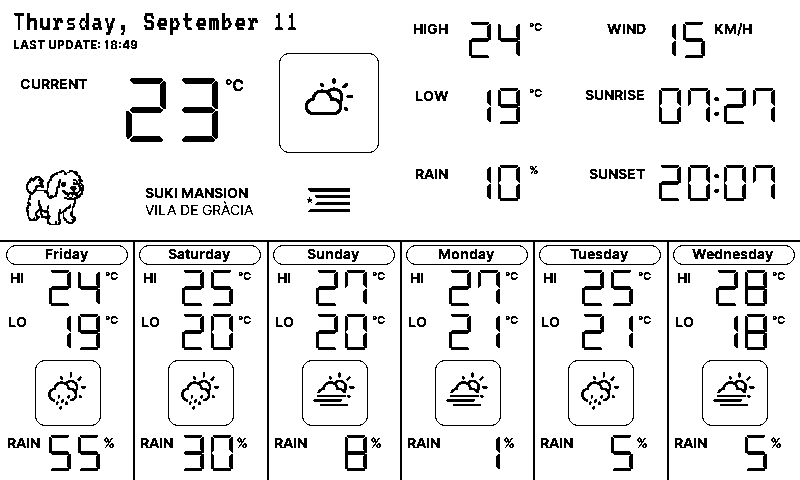 Thursday, September 11
LAST UPDATE: 18:49
CURRENT 23 °C
HIGH 24 °C
WIND 15 KM/H
LOW 19 °C
SUNRISE 07:27
RAIN 10 %
SUNSET 20:07
SUKI MANSION
VILA DE GRÀCIA
Friday
HI 24 °C
LO 19 °C
RAIN 55 %
Saturday
HI 25 °C
LO 20 °C
RAIN 30 %
Sunday
HI 27 °C
LO 20 °C
RAIN 8 %
Monday
HI 27 °C
LO 21 °C
RAIN 1 %
Tuesday
HI 25 °C
LO 21 °C
RAIN 5 %
Wednesday
HI 28 °C
LO 18 °C
RAIN 5 %